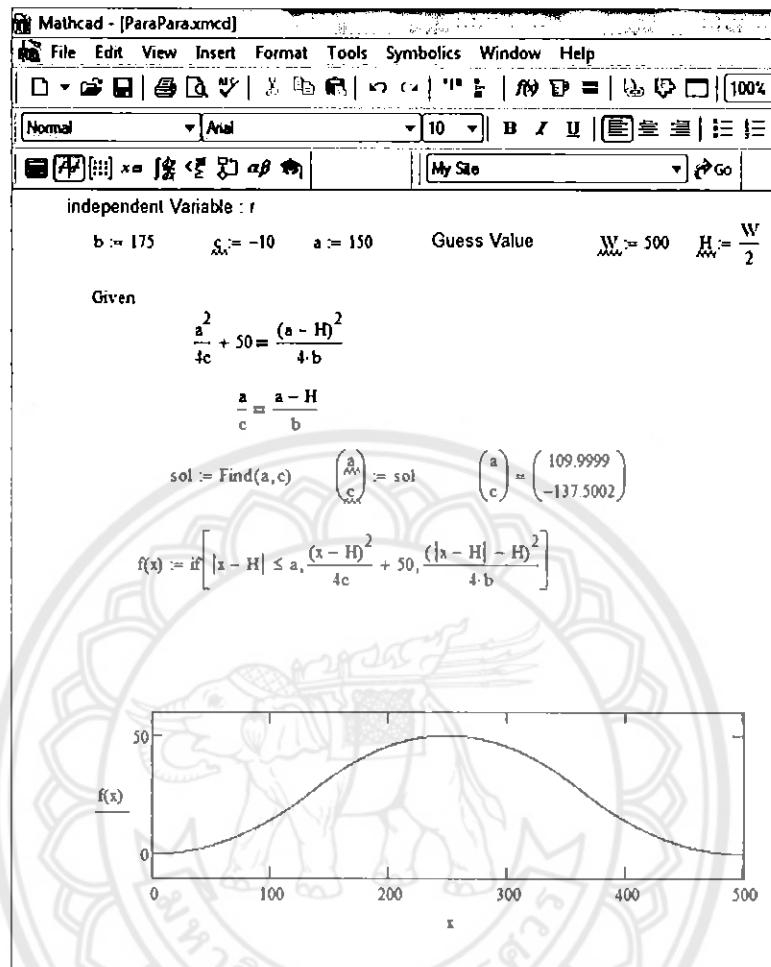 Mathcad - [ParaPara.xmcd]
File Edit View Insert Format Tools Symbolics Window Help
100%
Normal Arial 10 B I U
My Site Go
independent Variable : r
b := 175 c := -10 a := 150 Guess Value W := 500 H := W/2
Given
a^2/4c + 50 = (a - H)^2/4·b
a/c = (a - H)/b
sol := Find(a,c) (a c) := sol (a c) = (109.9999 -137.5002)
f(x) := if[|x - H| ≤ a, (x - H)^2/4c + 50, (|x - H| - H)^2/4·b]
50
f(x)
0
0 100 200 300 400 500
x